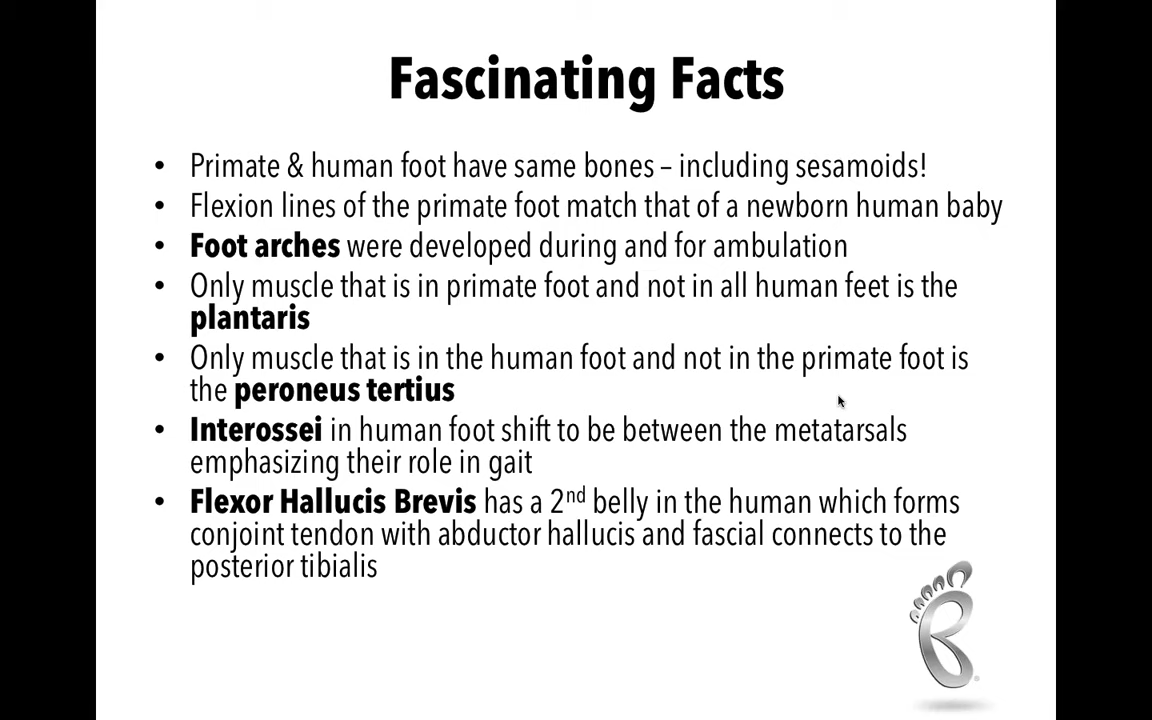 Fascinating Facts
• Primate & human foot have same bones – including sesamoids!
• Flexion lines of the primate foot match that of a newborn human baby
• Foot arches were developed during and for ambulation
• Only muscle that is in primate foot and not in all human feet is the
plantaris
• Only muscle that is in the human foot and not in the primate foot is
the peroneus tertius
• Interossei in human foot shift to be between the metatarsals
emphasizing their role in gait
• Flexor Hallucis Brevis has a 2nd belly in the human which forms
conjoint tendon with abductor hallucis and fascial connects to the
posterior tibialis